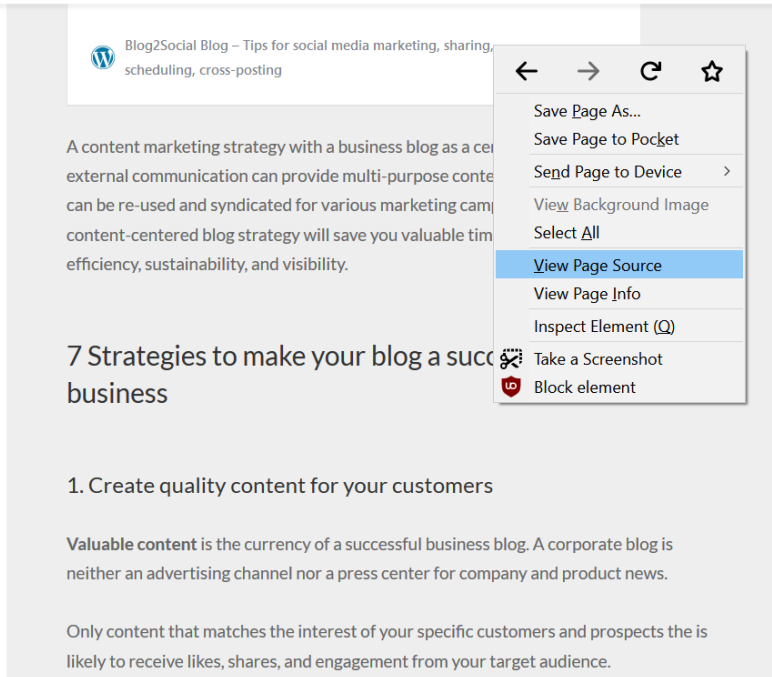 Blog2Social Blog – Tips for social media marketing, sharing,
scheduling, cross-posting
A content marketing strategy with a business blog as a
external communication can provide multi-purpose
can be re-used and syndicated for various marketing
content-centered blog strategy will save you valuable
efficiency, sustainability, and visibility.
7 Strategies to make your blog a
business
1. Create quality content for your customers
Valuable content is the currency of a successful business blog. A corporate blog is
neither an advertising channel nor a press center for company and product news.
Only content that matches the interest of your specific customers and prospects the is
likely to receive likes, shares, and engagement from your target audience.
Save Page As...
Save Page to Pocket
Send Page to Device
View Background Image
Select All
View Page Source
View Page Info
Inspect Element (Q)
Take a Screenshot
Block element